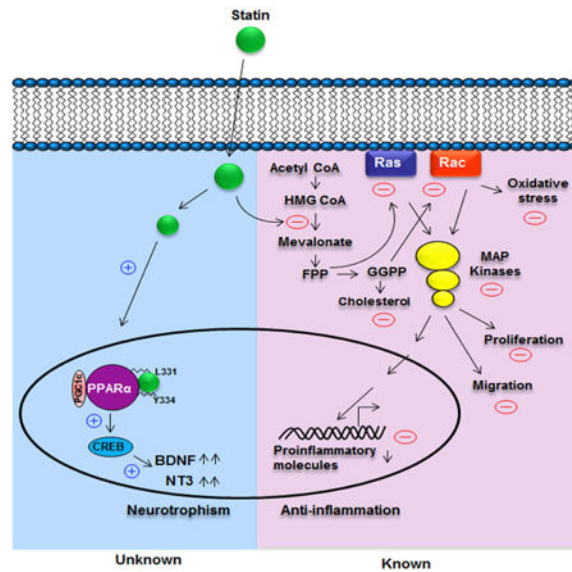 Statin
Acetyl CoA
HMG CoA
Mevalonate
FPP
GGPP
Cholesterol
Ras
Rac
Oxidative
stress
MAP
Kinases
Proliferation
Migration
PGC1α
PPARα
L331
Y334
CREB
BDNF ↑↑
NT3 ↑↑
Proinflammatory
molecules ↓
Neurotrophism
Anti-inflammation
Unknown
Known